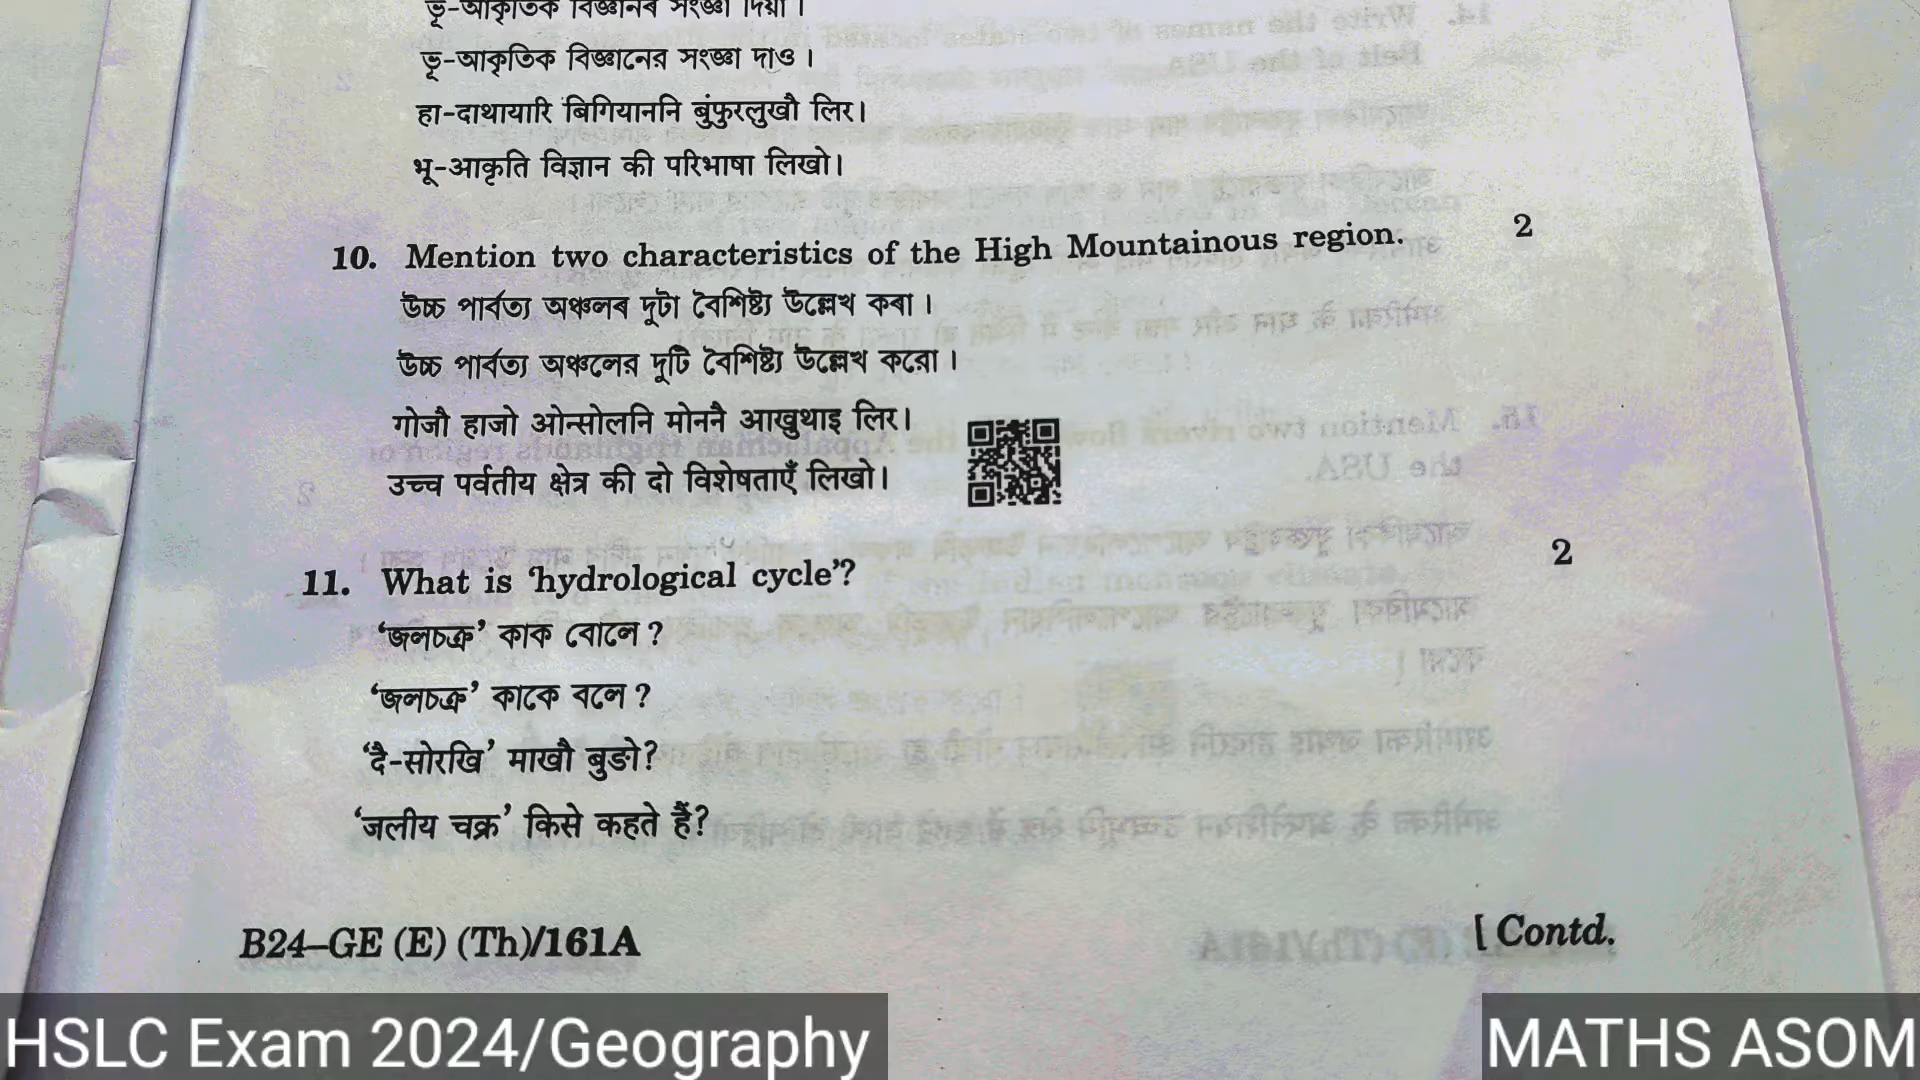 ভূ-আকৃতিক বিজ্ঞানৰ সংজ্ঞা দিয়া ।
ভূ-আকৃতিক বিজ্ঞানের সংজ্ঞা দাও ।
हा-दाथायारि बिगियाननि बुंफुरलुखौ लिर।
भू-आकृति विज्ञान की परिभाषा लिखो।
10. Mention two characteristics of the High Mountainous region. 2
উচ্চ পার্বত্য অঞ্চলৰ দুটা বৈশিষ্ট্য উল্লেখ কৰা ।
উচ্চ পার্বত্য অঞ্চলের দুটি বৈশিষ্ট্য উল্লেখ করো ।
गोजौ हाजो ओन्सोलनि मोननै आखुथाइ लिर।
उच्च पर्वतीय क्षेत्र की दो विशेषताएँ लिखो।
11. What is 'hydrological cycle'? 2
'জলচক্ৰ' কাক বোলে ?
'জলচক্র' কাকে বলে ?
'दै-सोरखि' माखौ बुङो?
'जलीय चक्र' किसे कहते हैं?
B24–GE (E) (Th)/161A [ Contd.
HSLC Exam 2024/Geography MATHS ASOM